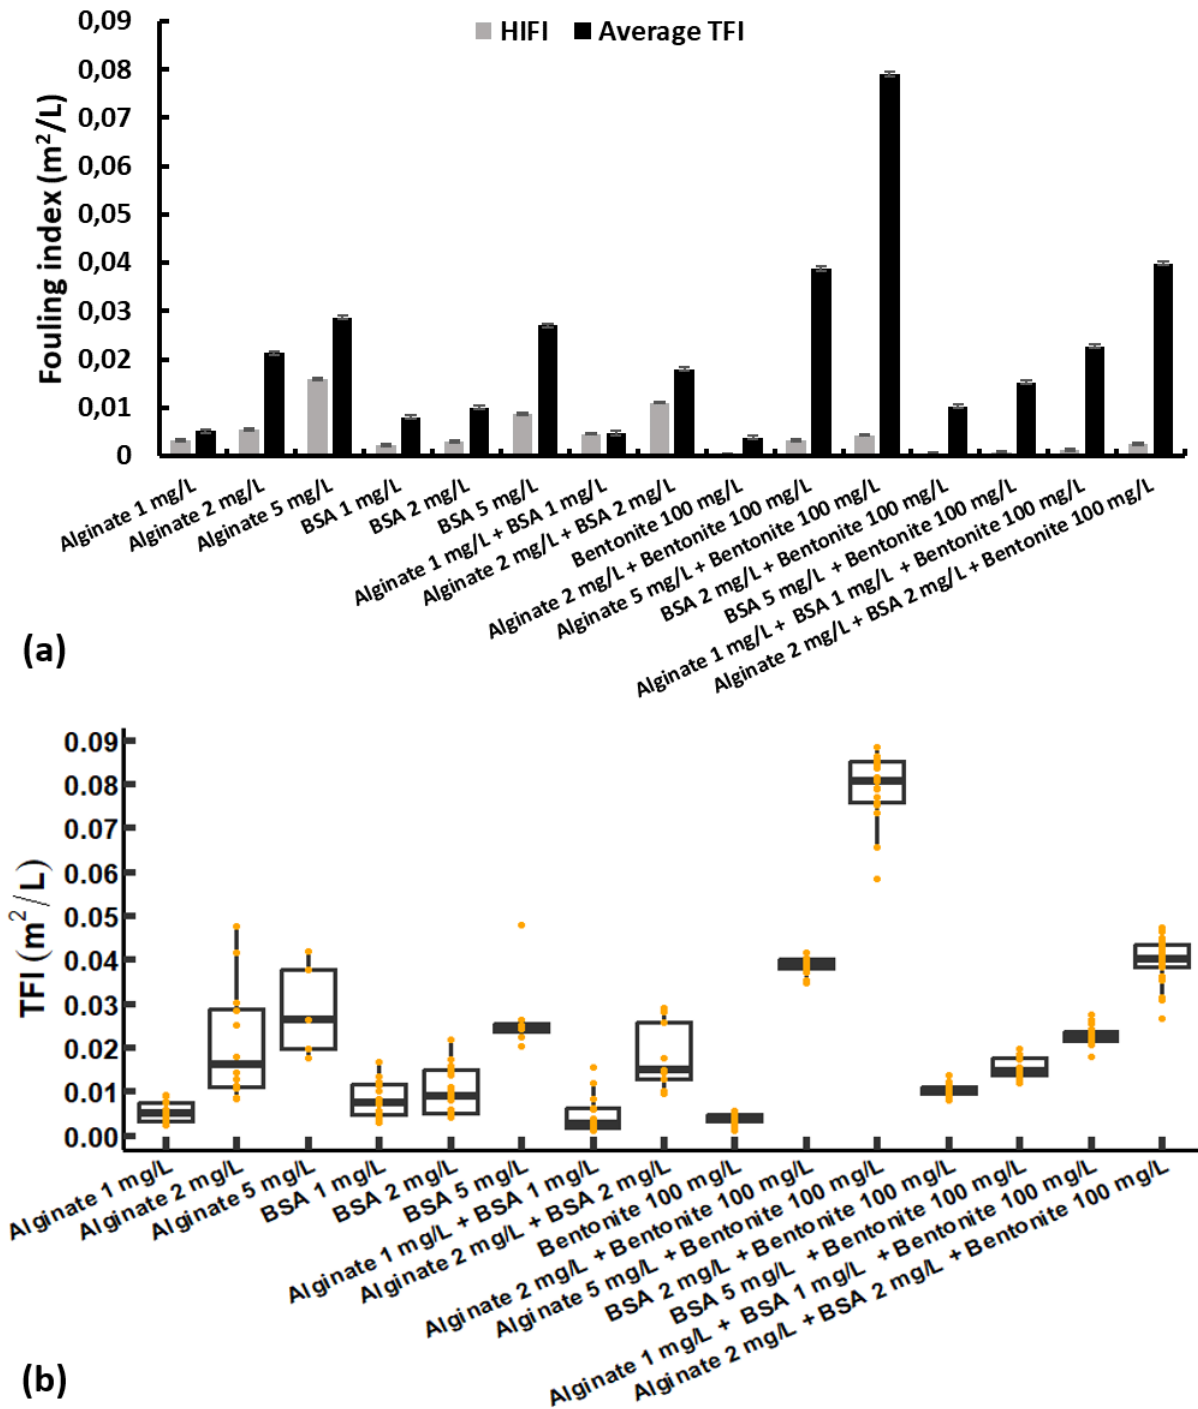 HIFI
Average TFI
Fouling index (m²/L)
0,09
0,08
0,07
0,06
0,05
0,04
0,03
0,02
0,01
0
Alginate 1 mg/L
Alginate 2 mg/L
Alginate 5 mg/L
BSA 1 mg/L
BSA 2 mg/L
BSA 5 mg/L
Alginate 1 mg/L + BSA 1 mg/L
Alginate 2 mg/L + BSA 2 mg/L
Bentonite 100 mg/L
Alginate 2 mg/L + Bentonite 100 mg/L
Alginate 5 mg/L + Bentonite 100 mg/L
BSA 2 mg/L + Bentonite 100 mg/L
BSA 5 mg/L + Bentonite 100 mg/L
Alginate 1 mg/L + BSA 1 mg/L + Bentonite 100 mg/L
Alginate 2 mg/L + BSA 2 mg/L + Bentonite 100 mg/L
(a)
TFI (m²/L)
0.09
0.08
0.07
0.06
0.05
0.04
0.03
0.02
0.01
0.00
Alginate 1 mg/L
Alginate 2 mg/L
Alginate 5 mg/L
BSA 1 mg/L
BSA 2 mg/L
BSA 5 mg/L
Alginate 1 mg/L + BSA 1 mg/L
Alginate 2 mg/L + BSA 2 mg/L
Bentonite 100 mg/L
Alginate 2 mg/L + Bentonite 100 mg/L
Alginate 5 mg/L + Bentonite 100 mg/L
BSA 2 mg/L + Bentonite 100 mg/L
BSA 5 mg/L + Bentonite 100 mg/L
Alginate 1 mg/L + BSA 1 mg/L + Bentonite 100 mg/L
Alginate 2 mg/L + BSA 2 mg/L + Bentonite 100 mg/L
(b)